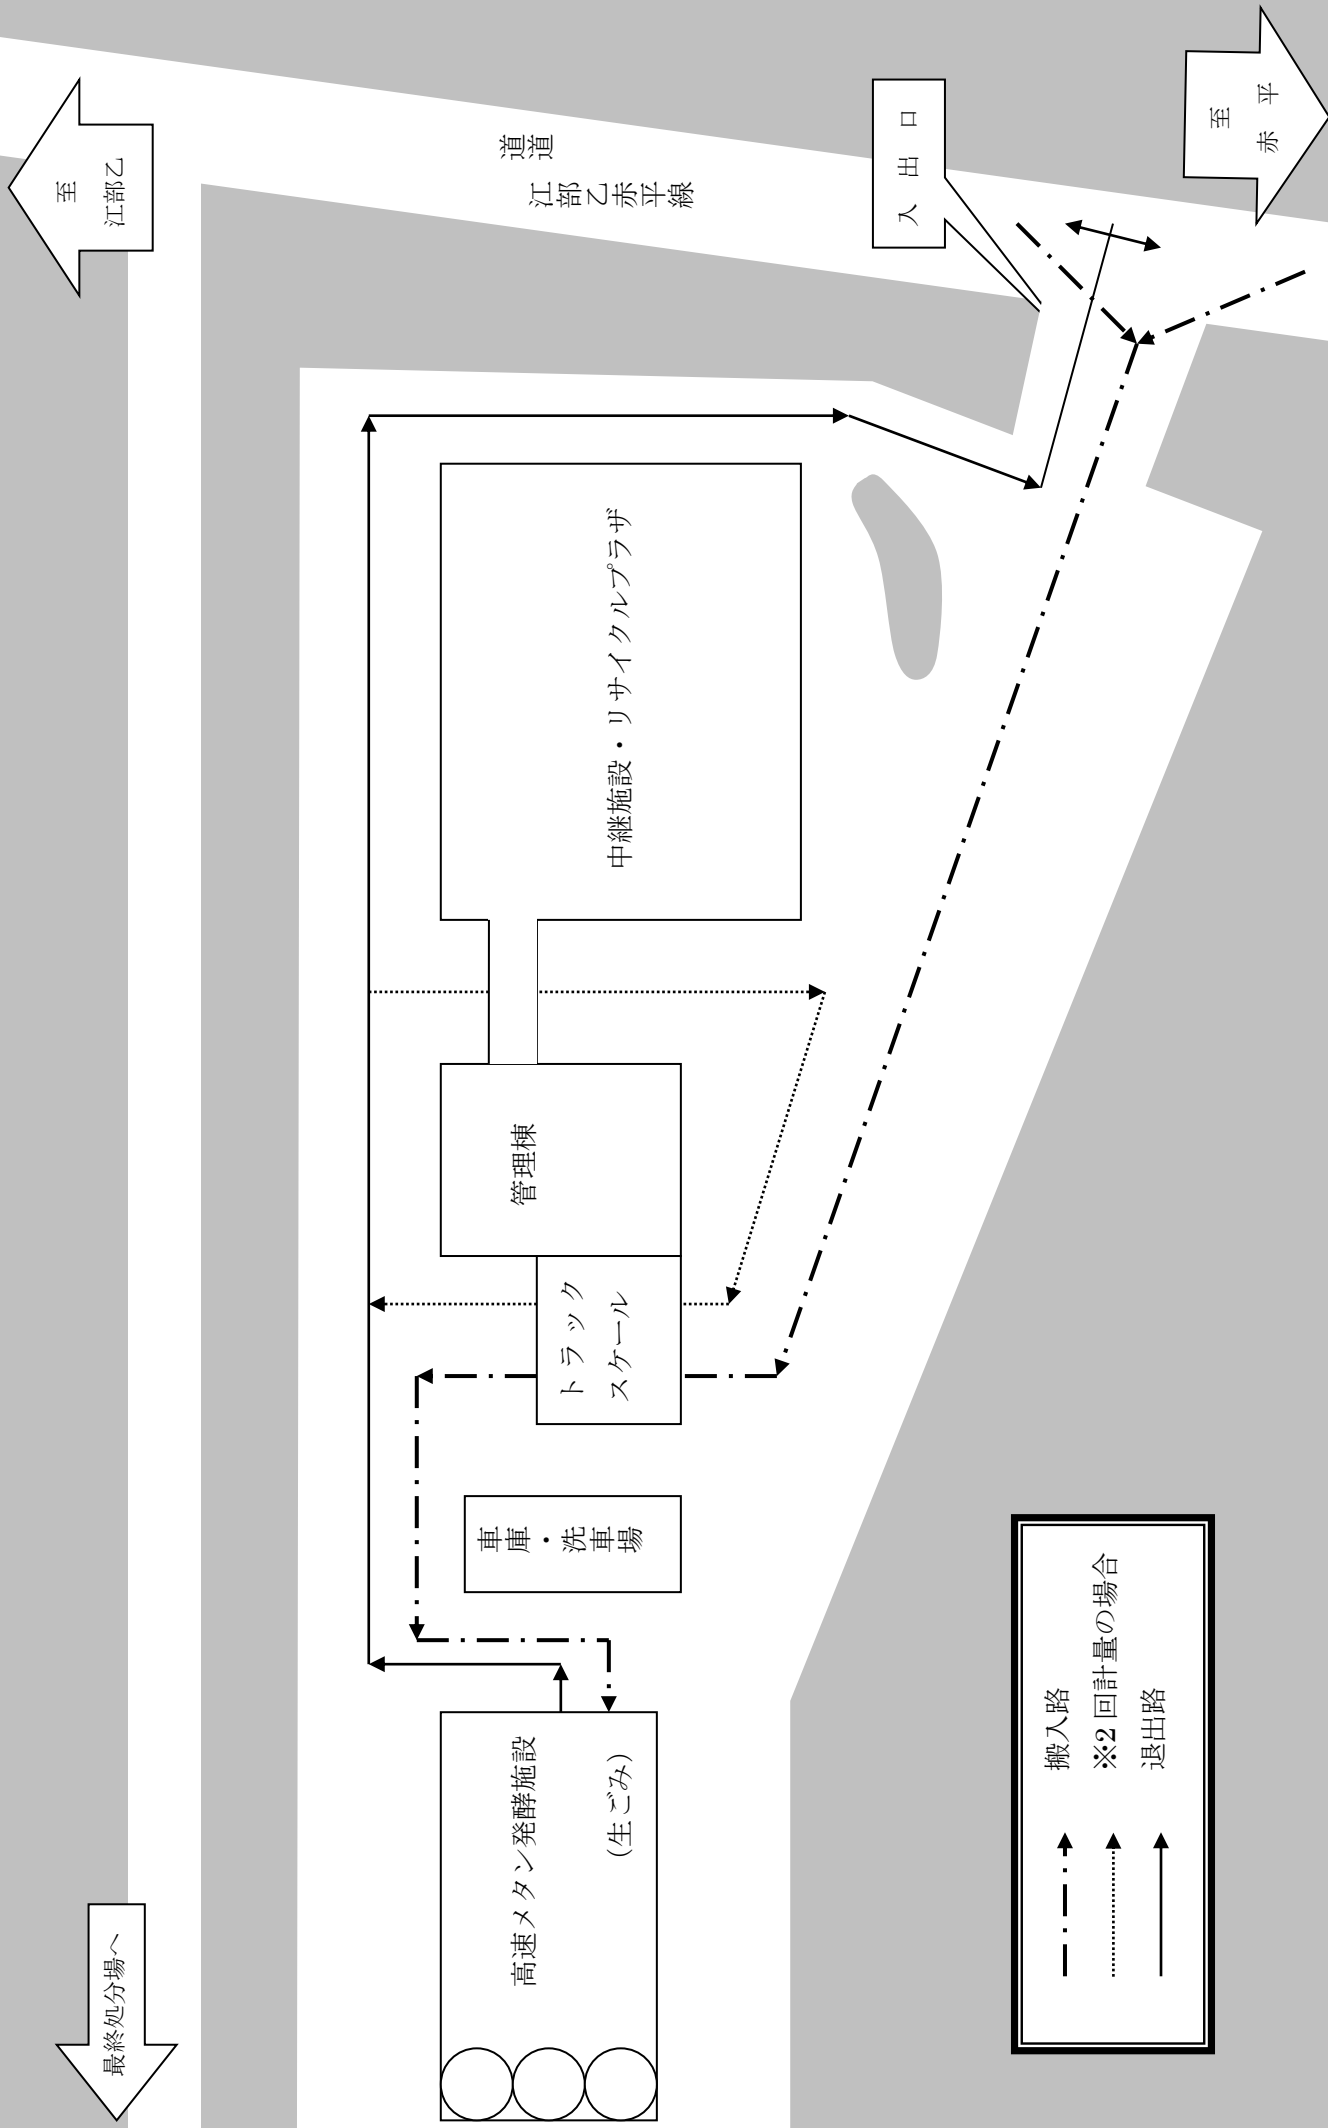 最終処分場へ
至
江部乙
道道
江部乙赤平線
入出口
至
赤 平
中継施設・リサイクルプラザ
管理棟
トラック
スケール
車庫・洗車場
高速メタン発酵施設
(生ごみ)
搬入路
※2 回計量の場合
退出路